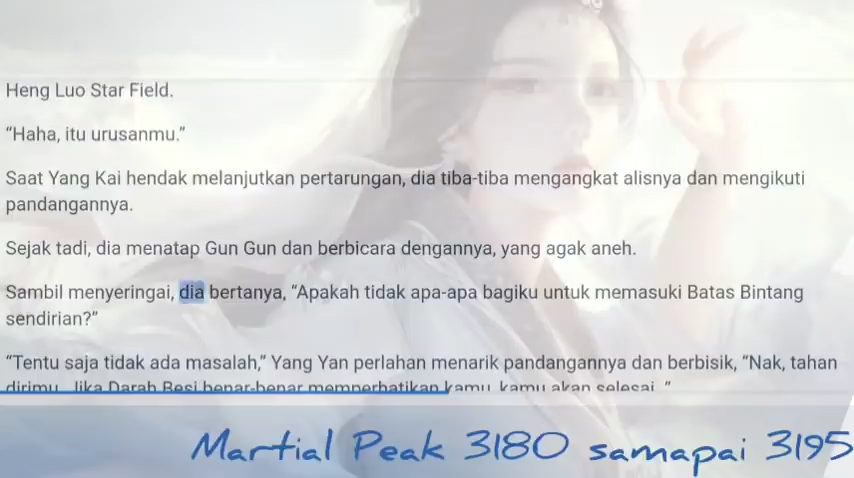 Heng Luo Star Field.
“Haha, itu urusanmu.”
Saat Yang Kai hendak melanjutkan pertarungan, dia tiba-tiba mengangkat alisnya dan mengikuti
pandangannya.
Sejak tadi, dia menatap Gun Gun dan berbicara dengannya, yang agak aneh.
Sambil menyeringai, dia bertanya, “Apakah tidak apa-apa bagiku untuk memasuki Batas Bintang
sendirian?”
“Tentu saja tidak ada masalah,” Yang Yan perlahan menarik pandangannya dan berbisik, “Nak, tahan
dirimu. Jika Darah Besi benar-benar memperhatikan kamu, kamu akan selesai. ”
Martial Peak 3180 samapai 3195